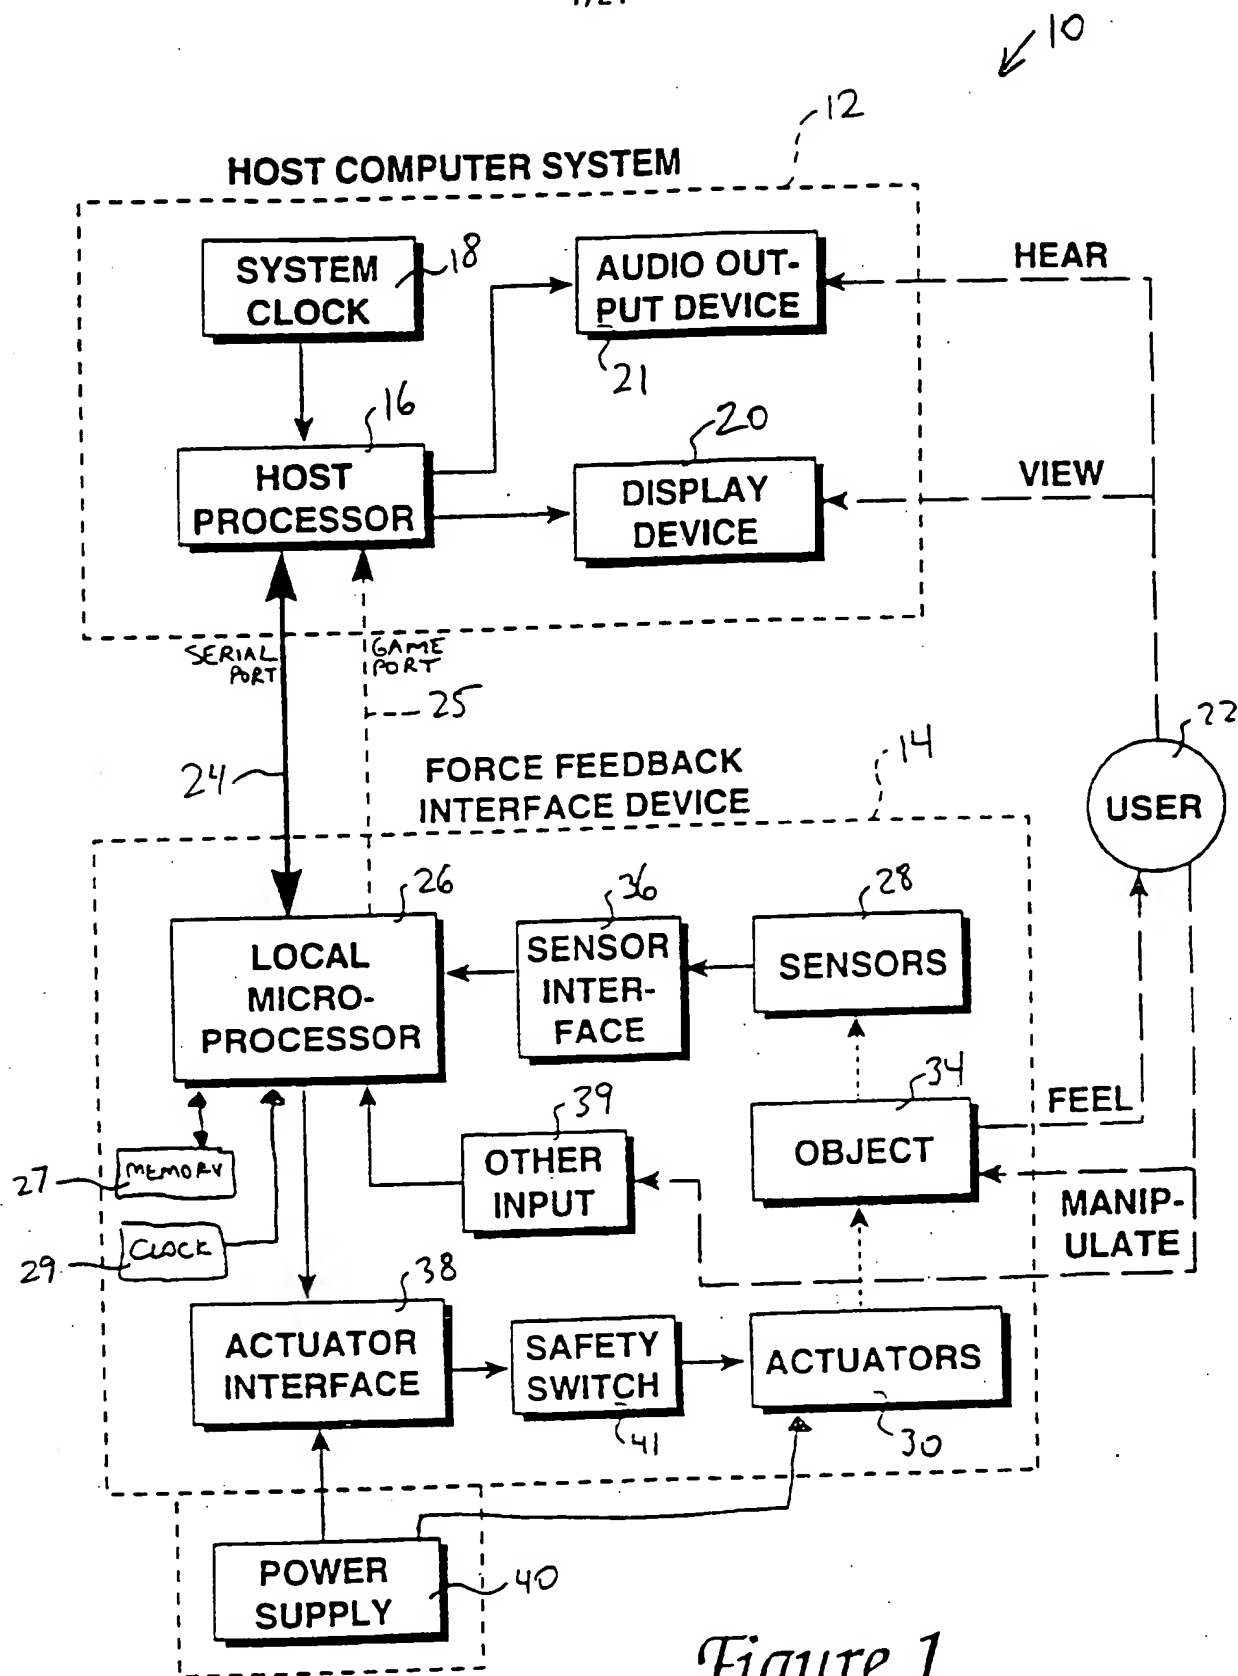 10
12
HOST COMPUTER SYSTEM
SYSTEM
CLOCK
18
AUDIO OUT-
PUT DEVICE
21
HEAR
16
HOST
PROCESSOR
20
DISPLAY
DEVICE
VIEW
SERIAL
PORT
GAME
PORT
25
24
FORCE FEEDBACK
INTERFACE DEVICE
14
22
USER
26
LOCAL
MICRO-
PROCESSOR
36
SENSOR
INTER-
FACE
28
SENSORS
34
OBJECT
FEEL
MANIP-
ULATE
39
OTHER
INPUT
27
MEMORY
29
CLOCK
38
ACTUATOR
INTERFACE
SAFETY
SWITCH
41
ACTUATORS
30
POWER
SUPPLY
40
Figure 1